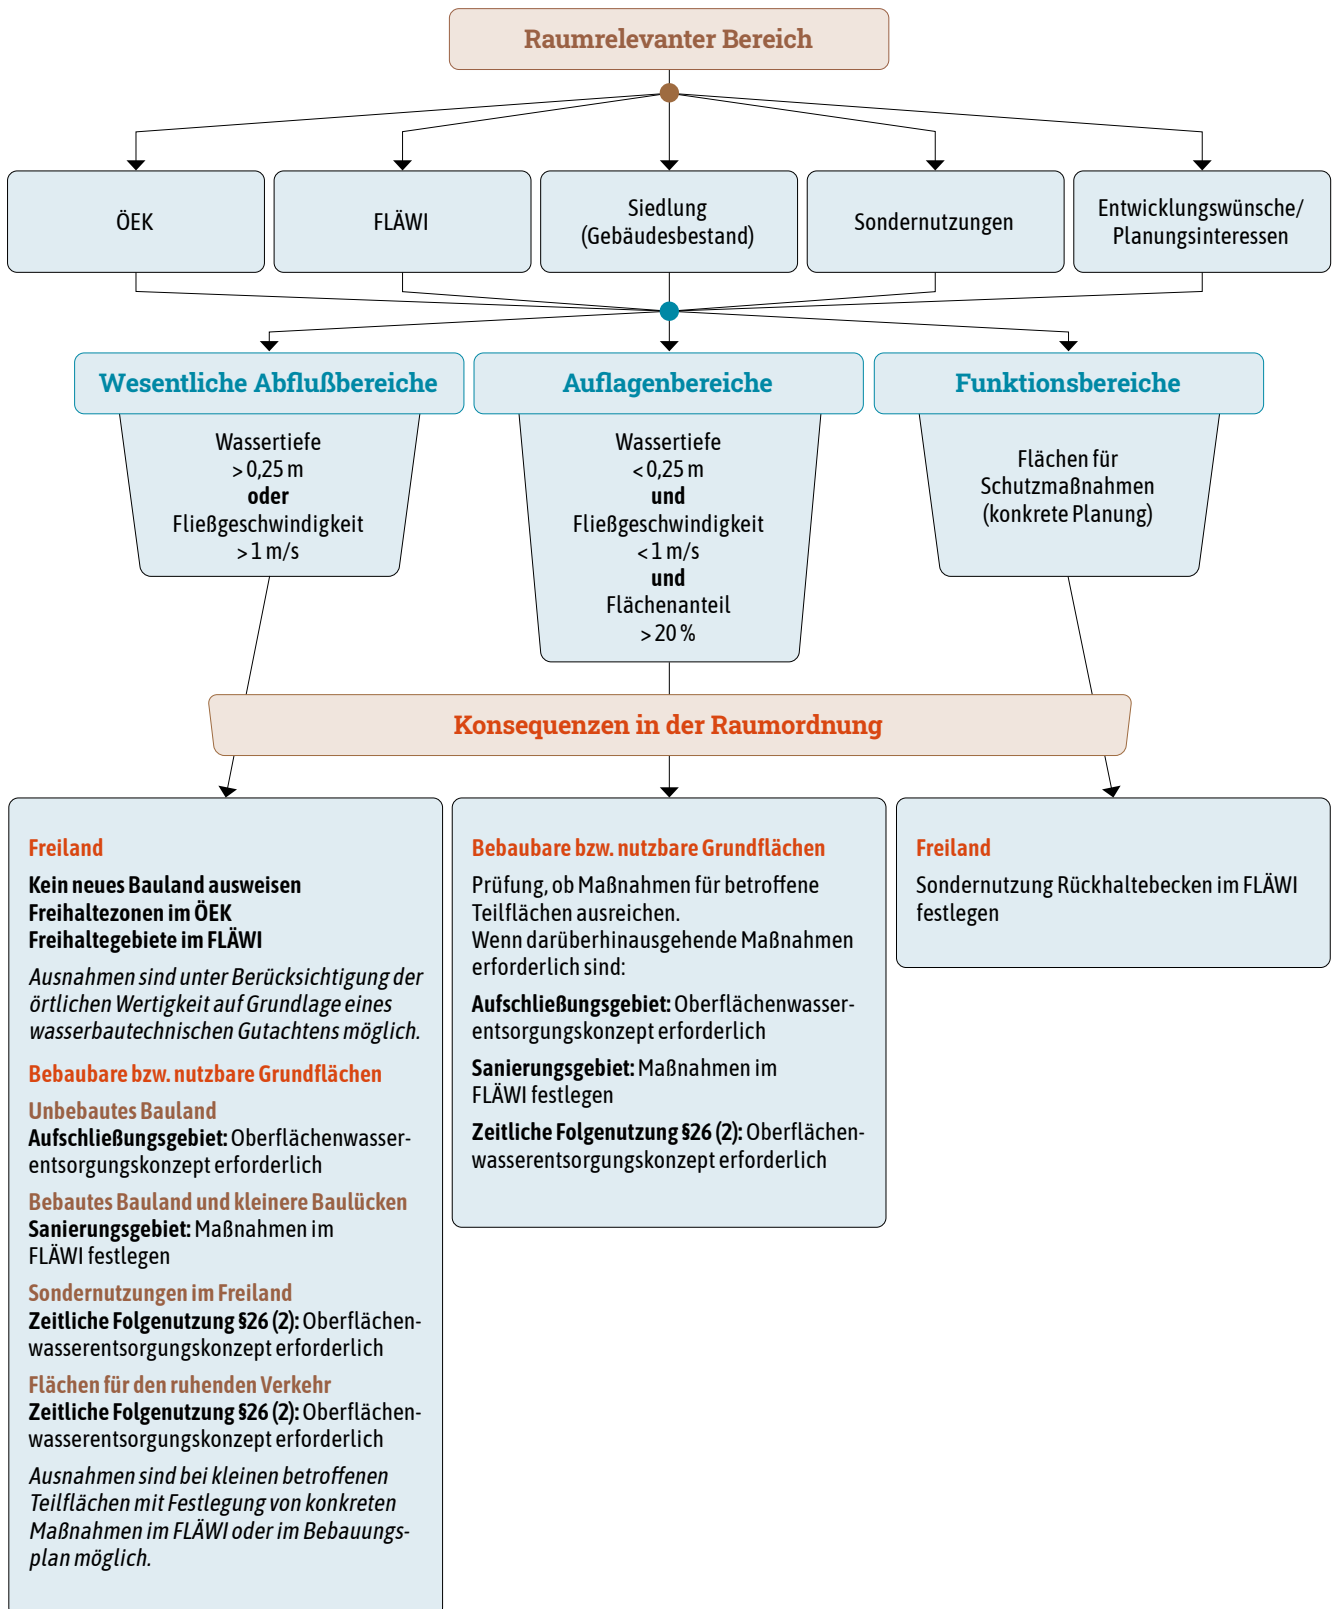 Raumrelevanter Bereich
ÖEK
FLÄWI
Siedlung
(Gebäudesbestand)
Sondernutzungen
Entwicklungswünsche/
Planungsinteressen
Wesentliche Abflußbereiche
Wassertiefe
> 0,25 m
oder
Fließgeschwindigkeit
> 1 m/s
Auflagenbereiche
Wassertiefe
< 0,25 m
und
Fließgeschwindigkeit
< 1 m/s
und
Flächenanteil
> 20 %
Funktionsbereiche
Flächen für
Schutzmaßnahmen
(konkrete Planung)
Konsequenzen in der Raumordnung
Freiland
Kein neues Bauland ausweisen
Freihaltezonen im ÖEK
Freihaltegebiete im FLÄWI
Ausnahmen sind unter Berücksichtigung der
örtlichen Wertigkeit auf Grundlage eines
wasserbautechnischen Gutachtens möglich.
Bebaubare bzw. nutzbare Grundflächen
Unbebautes Bauland
Aufschließungsgebiet: Oberflächenwasser-
entsorgungskonzept erforderlich
Bebautes Bauland und kleinere Baulücken
Sanierungsgebiet: Maßnahmen im
FLÄWI festlegen
Sondernutzungen im Freiland
Zeitliche Folgenutzung §26 (2): Oberflächen-
wasserentsorgungskonzept erforderlich
Flächen für den ruhenden Verkehr
Zeitliche Folgenutzung §26 (2): Oberflächen-
wasserentsorgungskonzept erforderlich
Ausnahmen sind bei kleinen betroffenen
Teilflächen mit Festlegung von konkreten
Maßnahmen im FLÄWI oder im Bebauungs-
plan möglich.
Bebaubare bzw. nutzbare Grundflächen
Prüfung, ob Maßnahmen für betroffene
Teilflächen ausreichen.
Wenn darüberhinausgehende Maßnahmen
erforderlich sind:
Aufschließungsgebiet: Oberflächenwasser-
entsorgungskonzept erforderlich
Sanierungsgebiet: Maßnahmen im
FLÄWI festlegen
Zeitliche Folgenutzung §26 (2): Oberflächen-
wasserentsorgungskonzept erforderlich
Freiland
Sondernutzung Rückhaltebecken im FLÄWI
festlegen